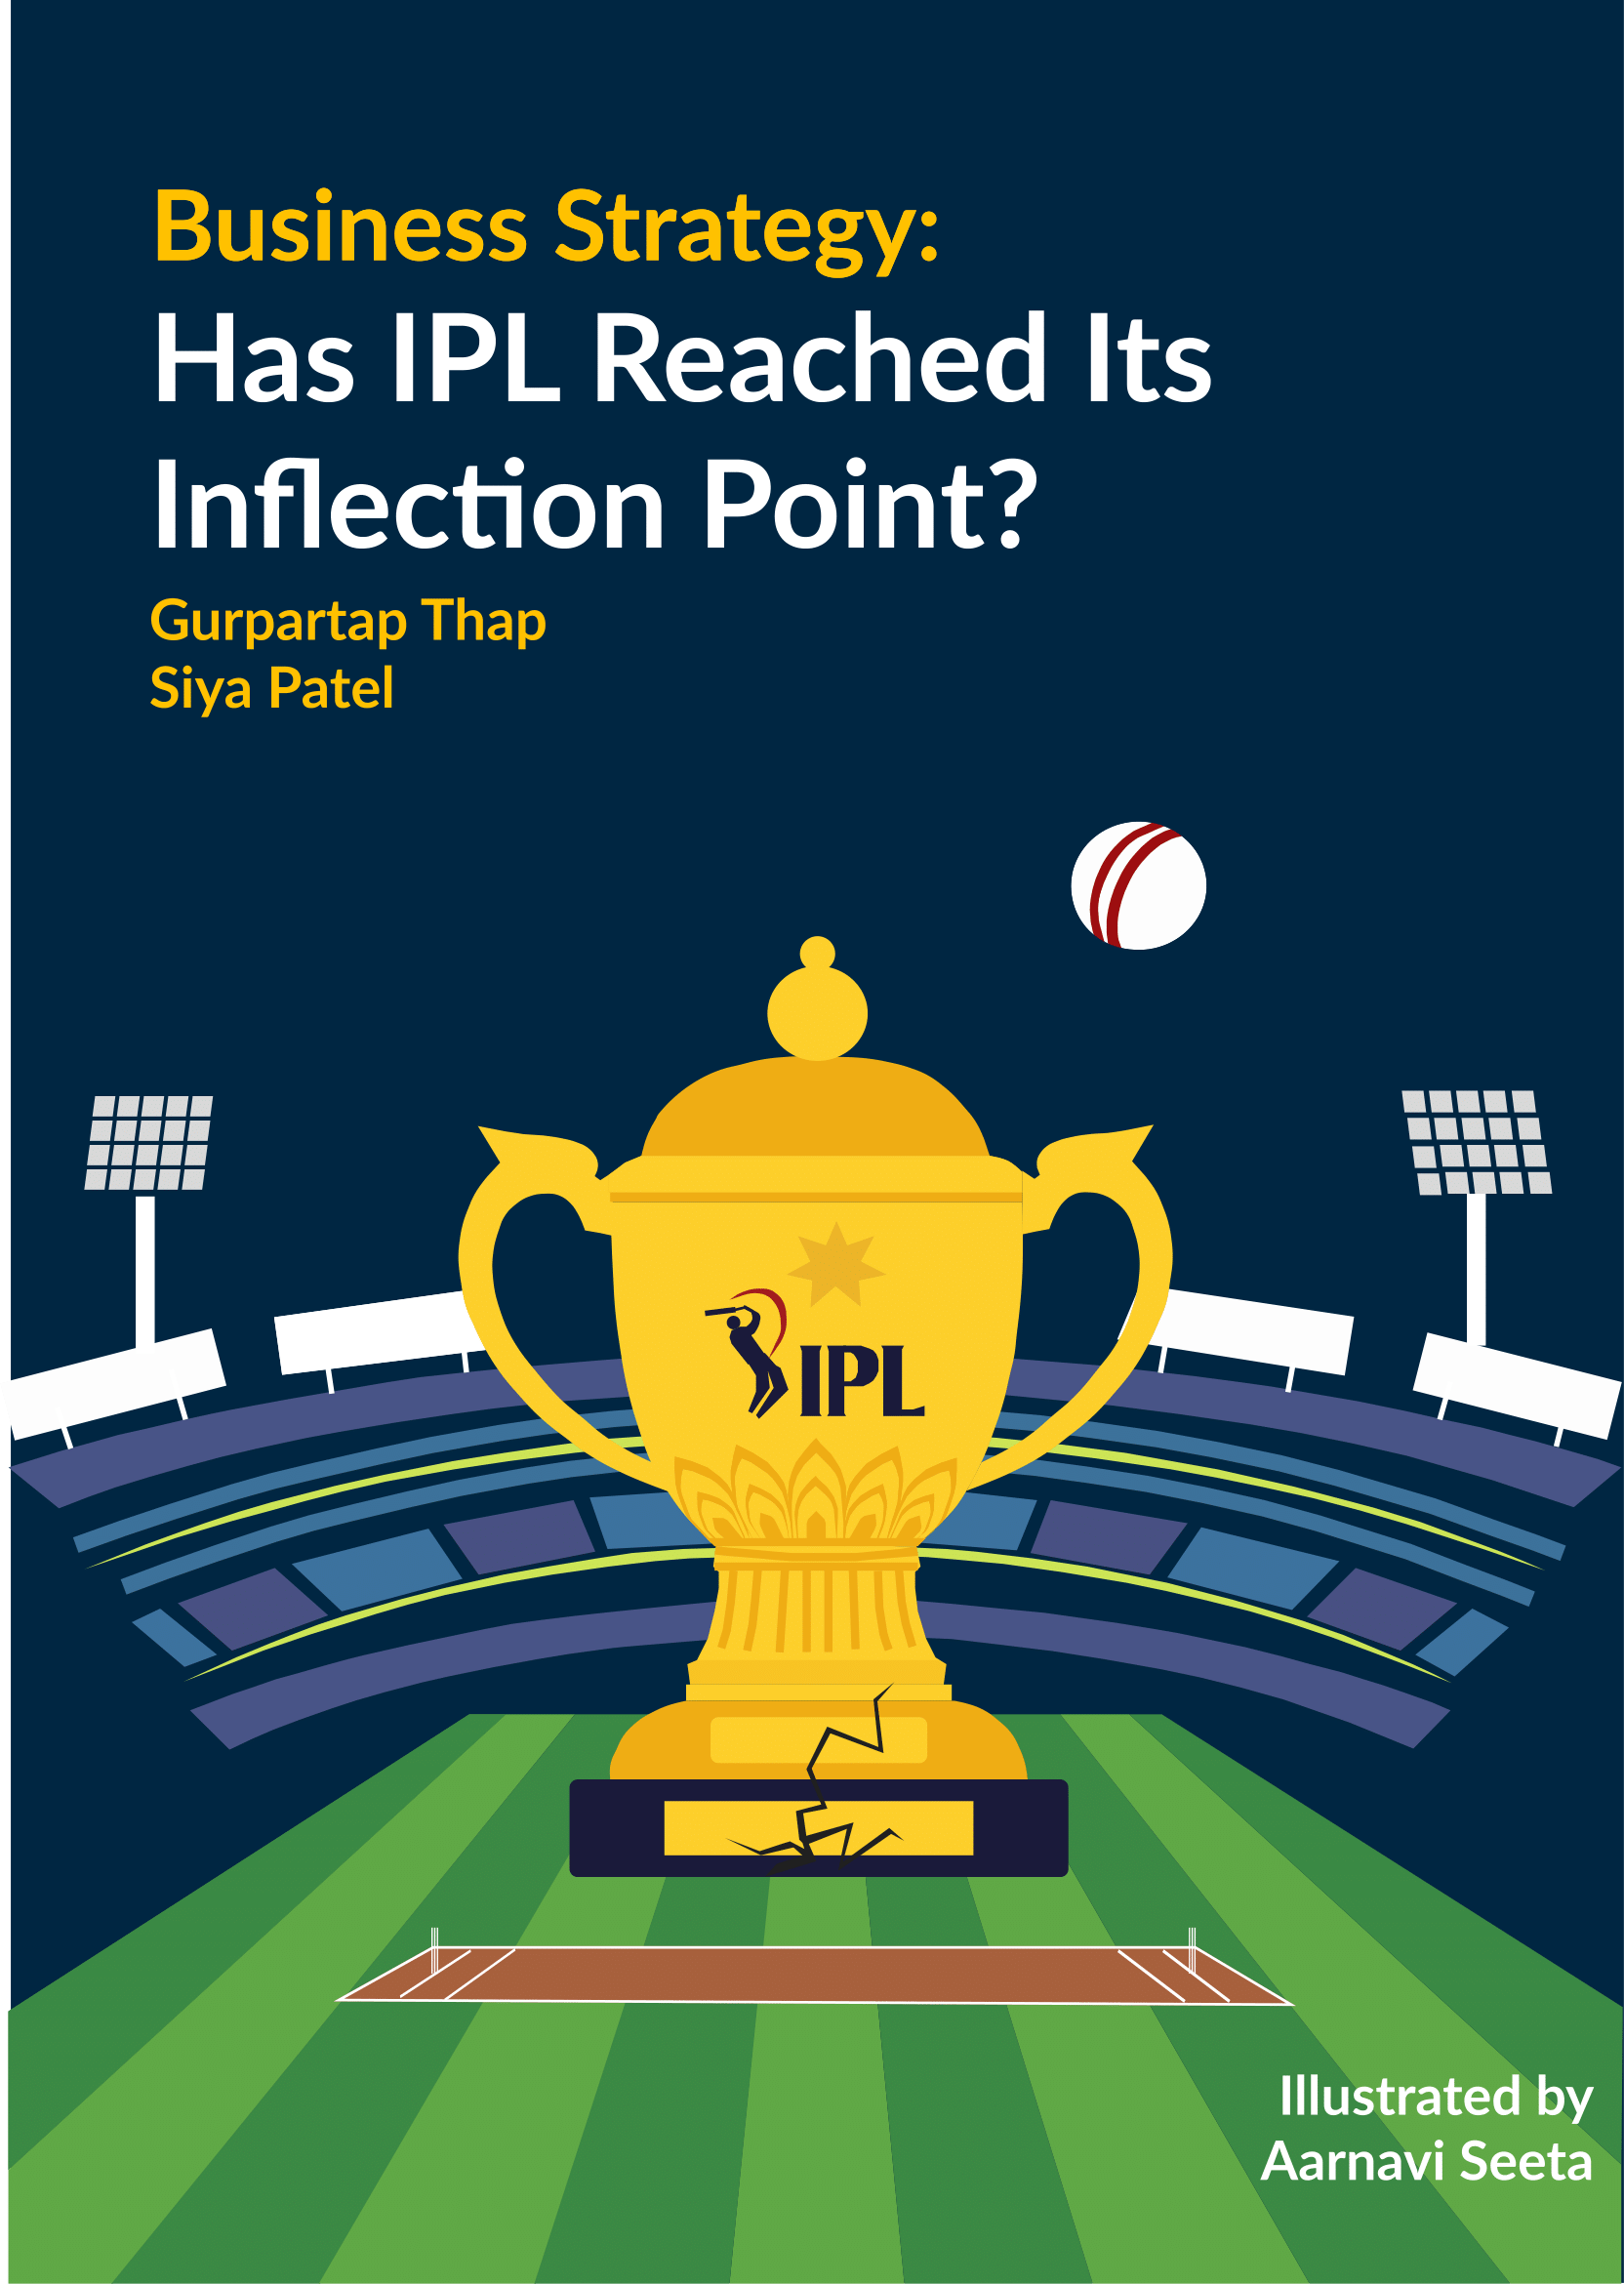 Business Strategy:
Has IPL Reached Its
Inflection Point?
Gurpartap Thap
Siya Patel
IPL
Illustrated by
Aarnavi Seeta